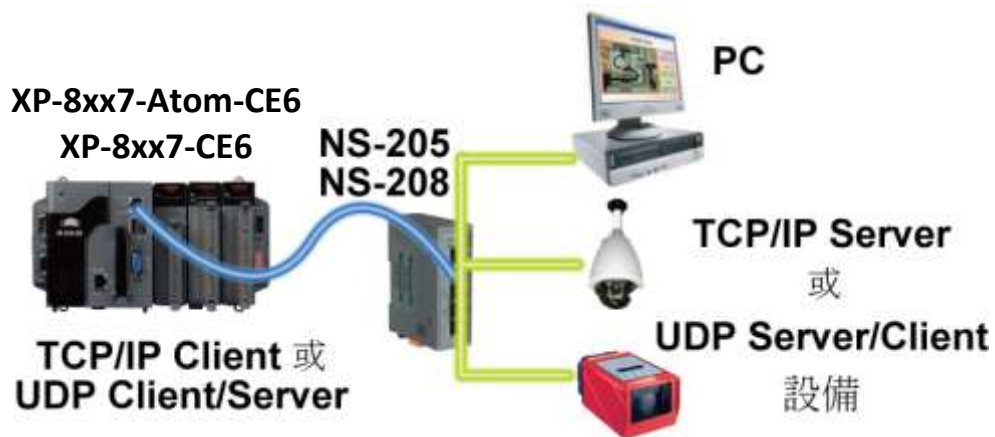 XP-8xx7-Atom-CE6
XP-8xx7-CE6
NS-205
NS-208
PC
TCP/IP Server
或
UDP Server/Client
設備
TCP/IP Client 或
UDP Client/Server